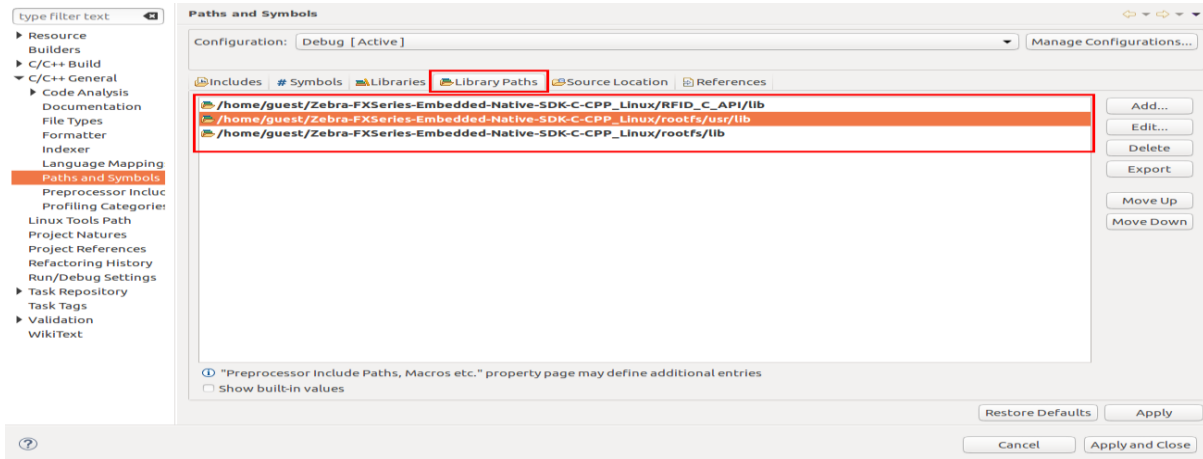 type filter text
Resource
Builders
C/C++ Build
C/C++ General
Code Analysis
Documentation
File Types
Formatter
Indexer
Language Mapping
Paths and Symbols
Preprocessor Includ
Profiling Categories
Linux Tools Path
Project Natures
Project References
Refactoring History
Run/Debug Settings
Task Repository
Task Tags
Validation
WikiText
Paths and Symbols
Configuration: Debug [ Active ] Manage Configurations...
Includes # Symbols Libraries Library Paths Source Location References
/home/guest/Zebra-FXSeries-Embedded-Native-SDK-C-CPP_Linux/RFID_C_API/lib
/home/guest/Zebra-FXSeries-Embedded-Native-SDK-C-CPP_Linux/rootfs/usr/lib
/home/guest/Zebra-FXSeries-Embedded-Native-SDK-C-CPP_Linux/rootfs/lib
Add...
Edit...
Delete
Export
Move Up
Move Down
"Preprocessor Include Paths, Macros etc." property page may define additional entries
Show built-in values
Restore Defaults Apply
Cancel Apply and Close